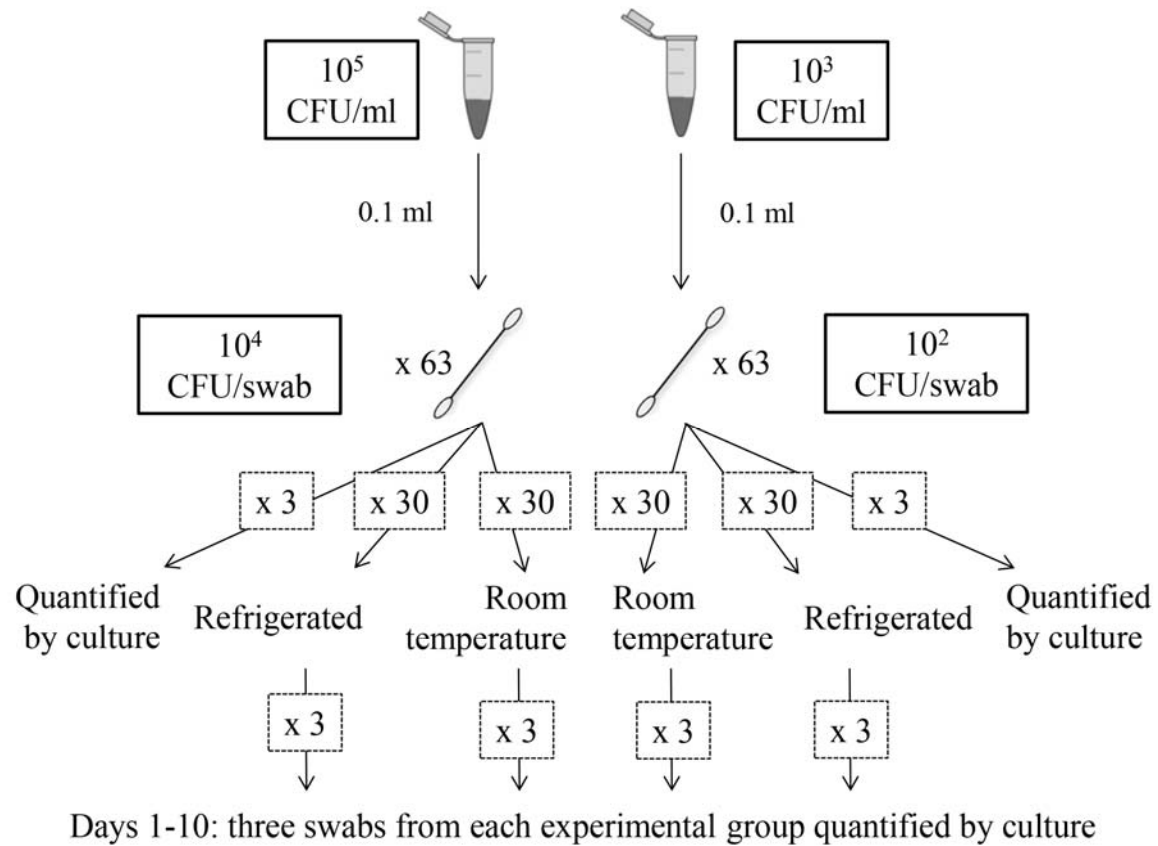 10⁵
CFU/ml
10³
CFU/ml
0.1 ml
0.1 ml
10⁴
CFU/swab
x 63
x 63
10²
CFU/swab
x 3
x 30
x 30
x 30
x 30
x 3
Quantified
by culture
Refrigerated
Room
temperature
Room
temperature
Refrigerated
Quantified
by culture
x 3
x 3
x 3
x 3
Days 1-10: three swabs from each experimental group quantified by culture